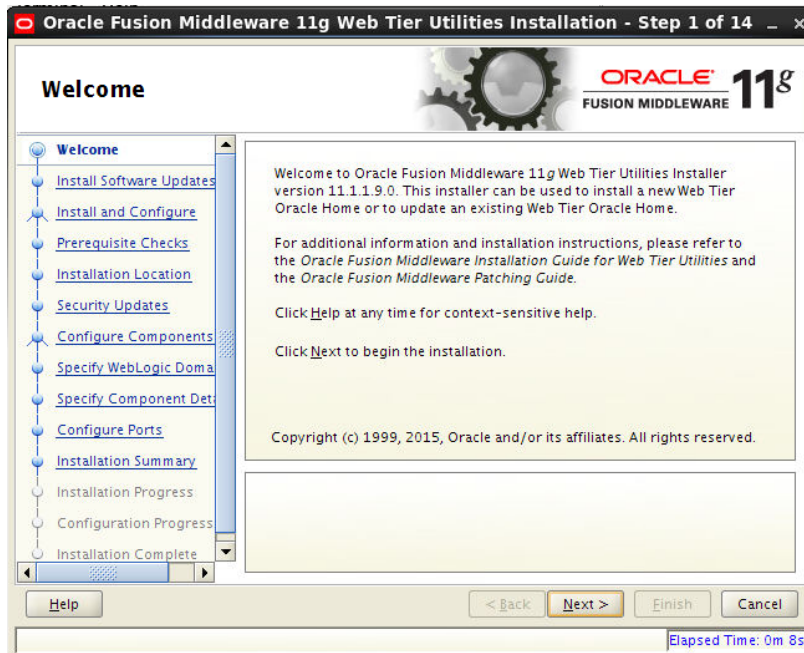 Oracle Fusion Middleware 11g Web Tier Utilities Installation - Step 1 of 14
Welcome
ORACLE
FUSION MIDDLEWARE 11g
Welcome
Install Software Updates
Install and Configure
Prerequisite Checks
Installation Location
Security Updates
Configure Components
Specify WebLogic Doma
Specify Component Deta
Configure Ports
Installation Summary
Installation Progress
Configuration Progress
Installation Complete
Welcome to Oracle Fusion Middleware 11g Web Tier Utilities Installer
version 11.1.1.9.0. This installer can be used to install a new Web Tier
Oracle Home or to update an existing Web Tier Oracle Home.
For additional information and installation instructions, please refer to
the Oracle Fusion Middleware Installation Guide for Web Tier Utilities and
the Oracle Fusion Middleware Patching Guide.
Click Help at any time for context-sensitive help.
Click Next to begin the installation.
Copyright (c) 1999, 2015, Oracle and/or its affiliates. All rights reserved.
Help
< Back
Next >
Finish
Cancel
Elapsed Time: 0m 8s